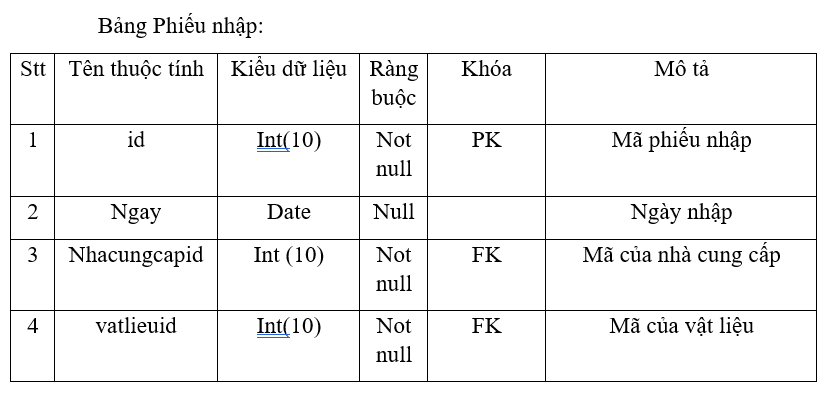 Bảng Phiếu nhập:
Stt Tên thuộc tính Kiểu dữ liệu Ràng buộc Khóa Mô tả
1 id Int(10) Not null PK Mã phiếu nhập
2 Ngay Date Null Ngày nhập
3 Nhacungcapid Int (10) Not null FK Mã của nhà cung cấp
4 vatlieuid Int(10) Not null FK Mã của vật liệu